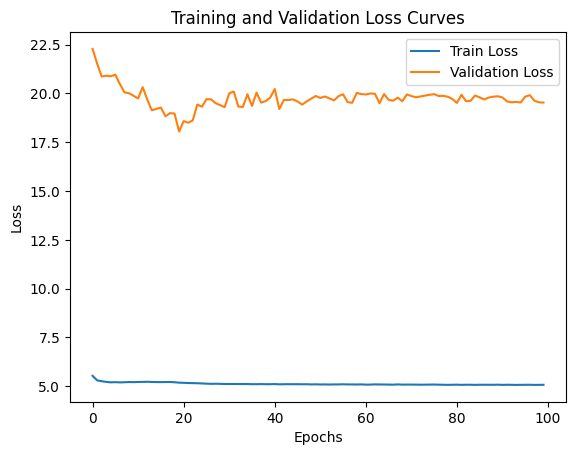 Training and Validation Loss Curves
Train Loss
Validation Loss
22.5
20.0
17.5
15.0
12.5
10.0
7.5
5.0
Loss
0
20
40
60
80
100
Epochs